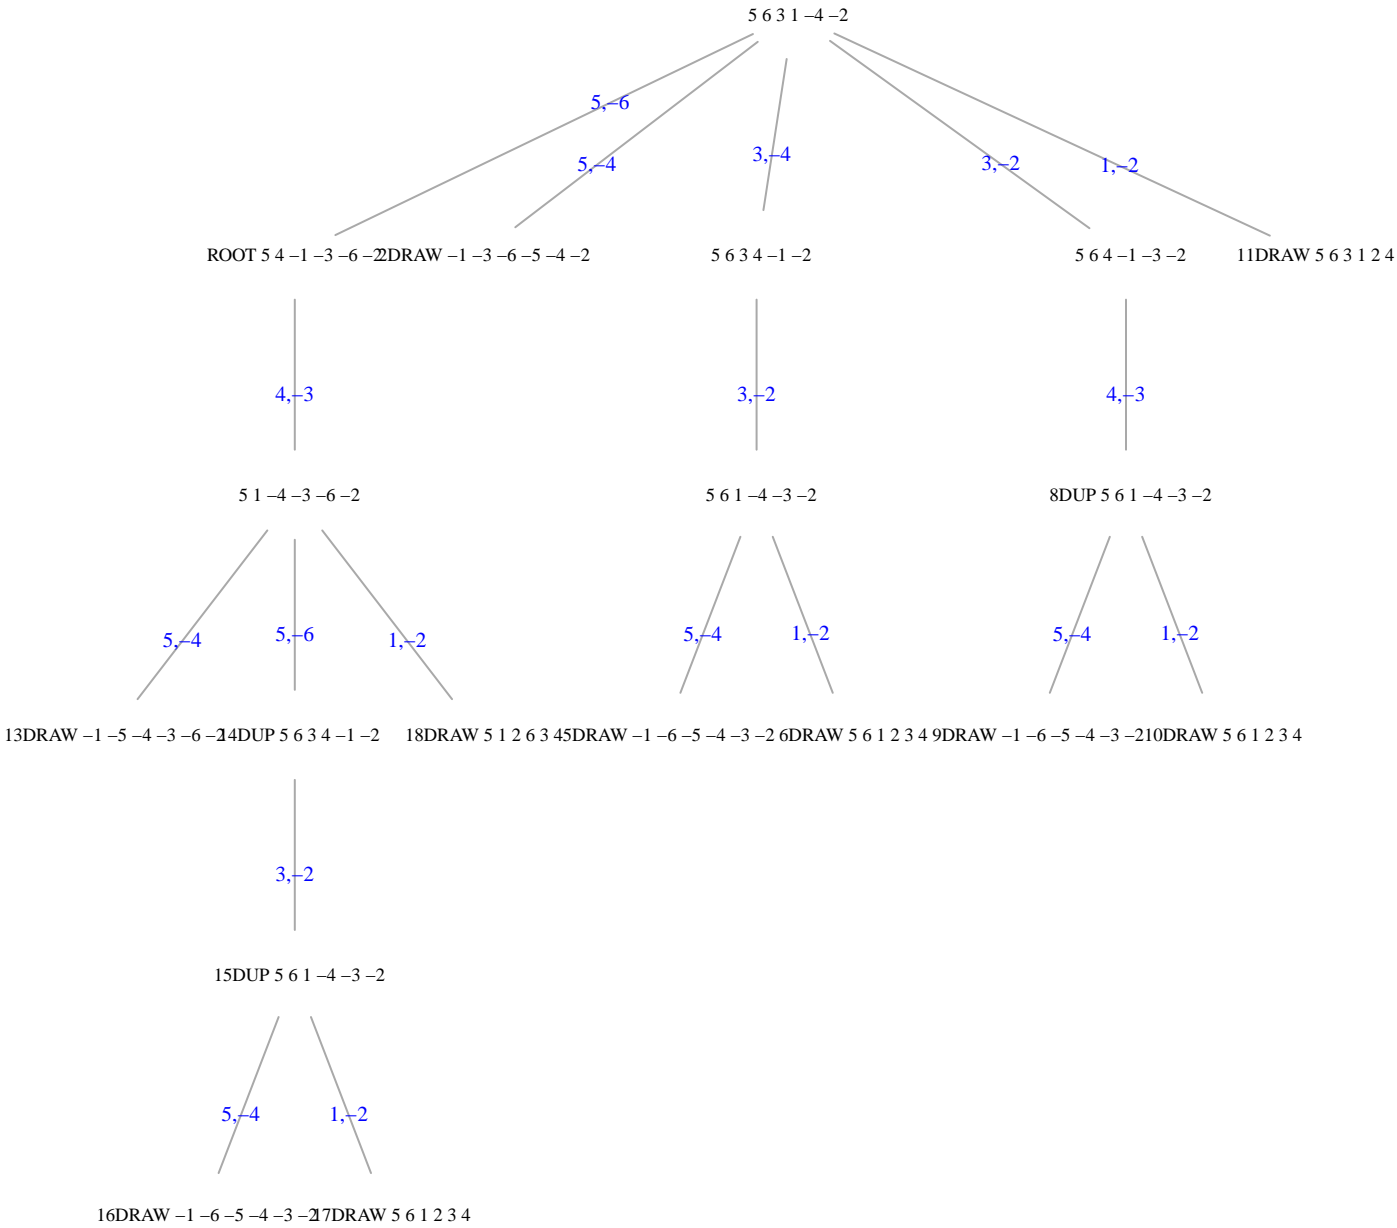 5 6 3 1 –4 –2
5,–6
5,–4
3,–4
3,–2
1,–2
ROOT 5 4 –1 –3 –6 –2
2DRAW –1 –3 –6 –5 –4 –2
5 6 3 4 –1 –2
5 6 4 –1 –3 –2
11DRAW 5 6 3 1 2 4
4,–3
3,–2
4,–3
5 1 –4 –3 –6 –2
5 6 1 –4 –3 –2
8DUP 5 6 1 –4 –3 –2
5,–4
5,–6
1,–2
5,–4
1,–2
5,–4
1,–2
13DRAW –1 –5 –4 –3 –6 –2
14DUP 5 6 3 4 –1 –2
18DRAW 5 1 2 6 3 4
5DRAW –1 –6 –5 –4 –3 –2
6DRAW 5 6 1 2 3 4
9DRAW –1 –6 –5 –4 –3 –2
10DRAW 5 6 1 2 3 4
3,–2
15DUP 5 6 1 –4 –3 –2
5,–4
1,–2
16DRAW –1 –6 –5 –4 –3 –2
17DRAW 5 6 1 2 3 4